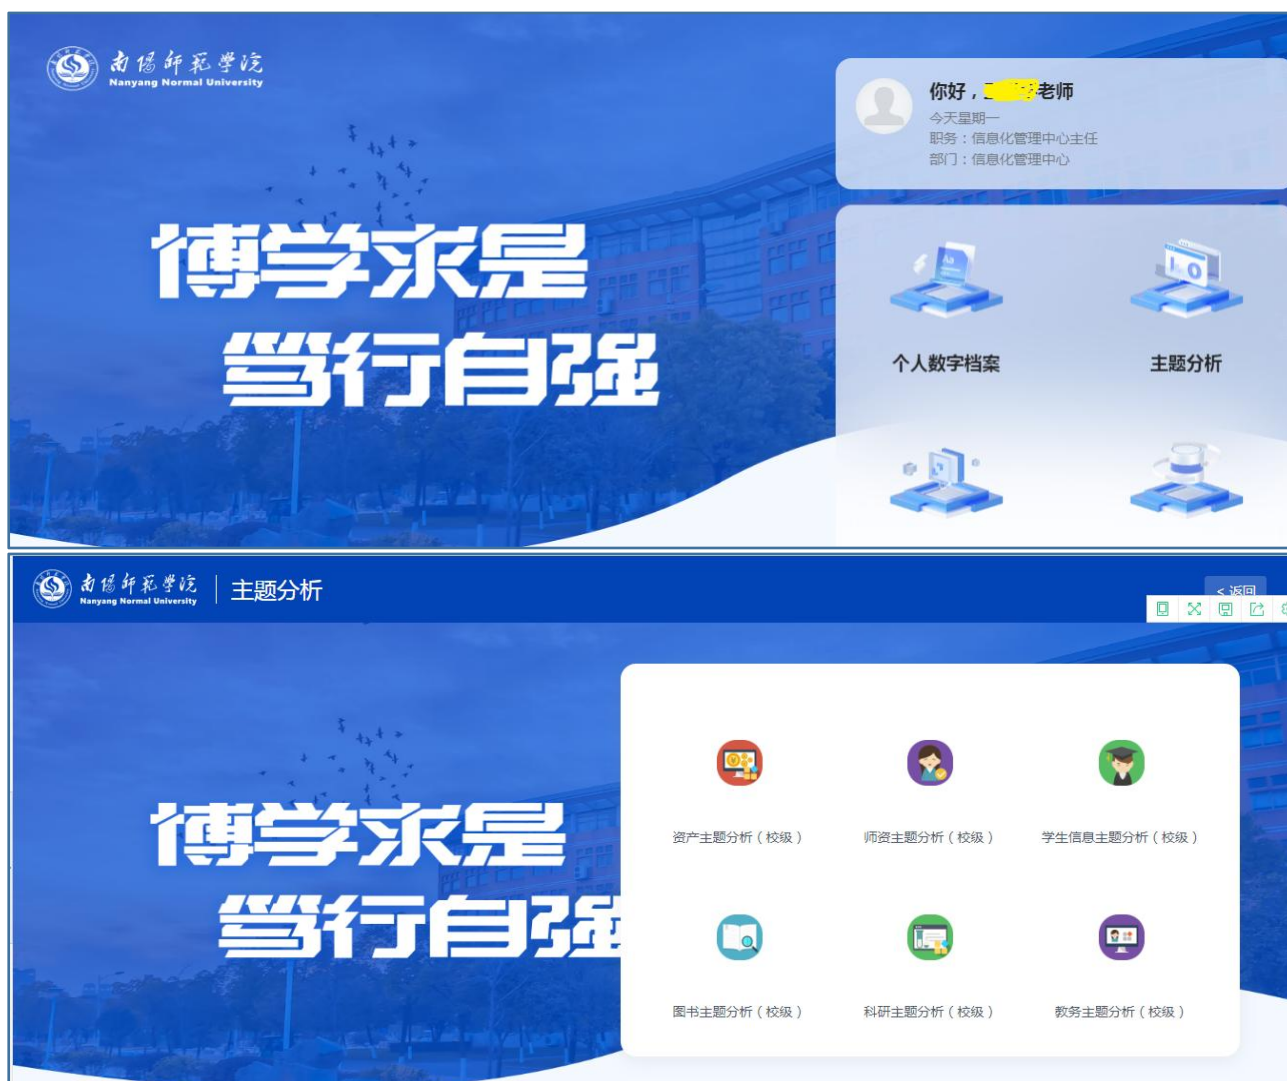 南阳师范学院
Nanyang Normal University
你好，老师
今天星期一
职务：信息化管理中心主任
部门：信息化管理中心
博学求是
笃行自强
个人数字档案
主题分析
南阳师范学院
Nanyang Normal University
主题分析
< 返回
博学求是
笃行自强
资产主题分析（校级）
师资主题分析（校级）
学生信息主题分析（校级）
图书主题分析（校级）
科研主题分析（校级）
教务主题分析（校级）